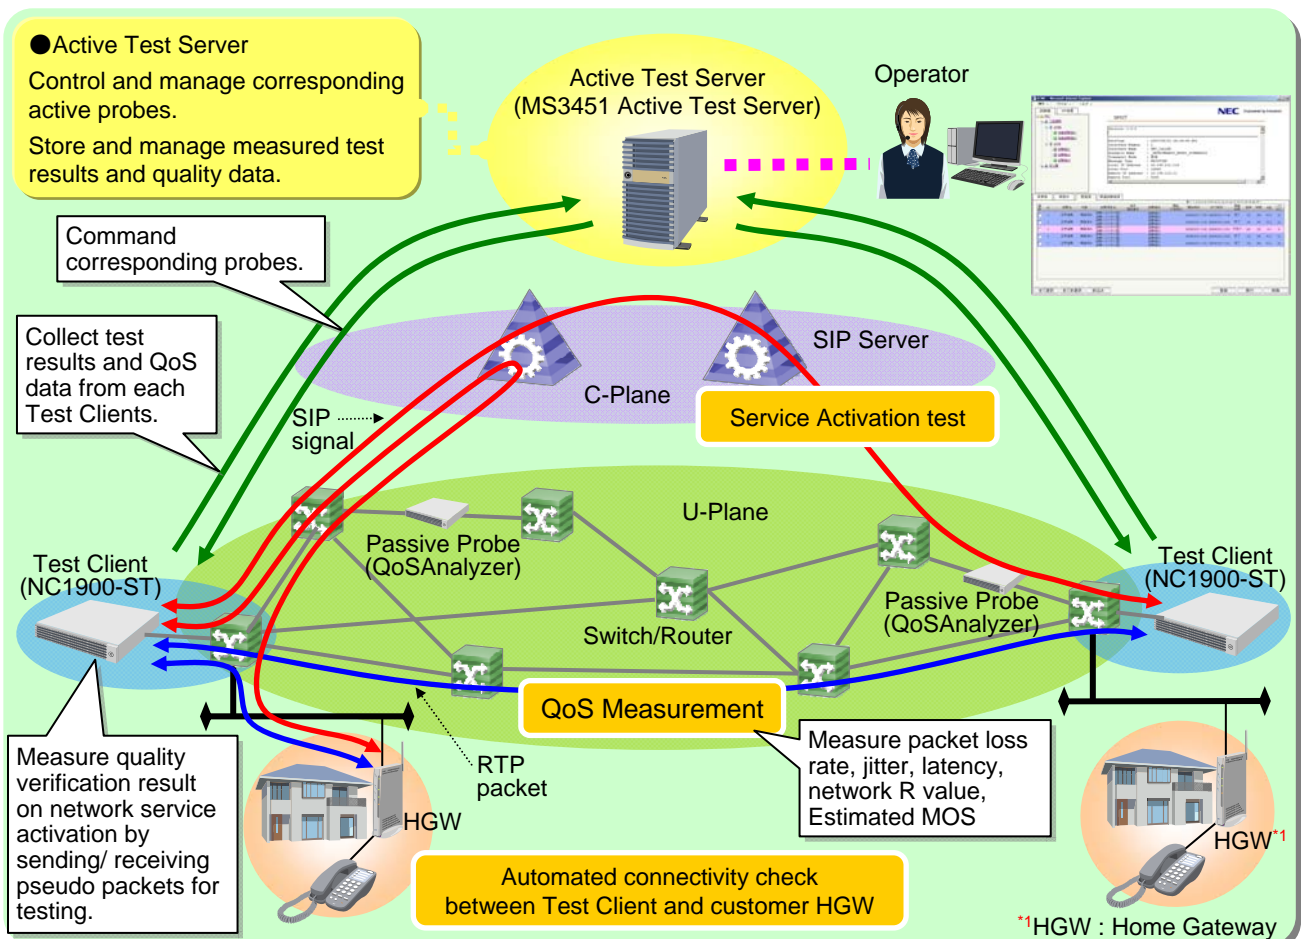 ●Active Test Server
Control and manage corresponding
active probes.
Store and manage measured test
results and quality data.
Active Test Server
(MS3451 Active Test Server)
Operator
NEC
Command
corresponding probes.
Collect test
results and QoS
data from each
Test Clients.
SIP Server
C-Plane
Service Activation test
SIP
signal
U-Plane
Passive Probe
(QoSAnalyzer)
Test Client
(NC1900-ST)
Test Client
(NC1900-ST)
Passive Probe
(QoSAnalyzer)
Switch/Router
QoS Measurement
Measure quality
verification result
on network service
activation by
sending/ receiving
pseudo packets for
testing.
RTP
packet
Measure packet loss
rate, jitter, latency,
network R value,
Estimated MOS
HGW
HGW*1
Automated connectivity check
between Test Client and customer HGW
*1HGW : Home Gateway